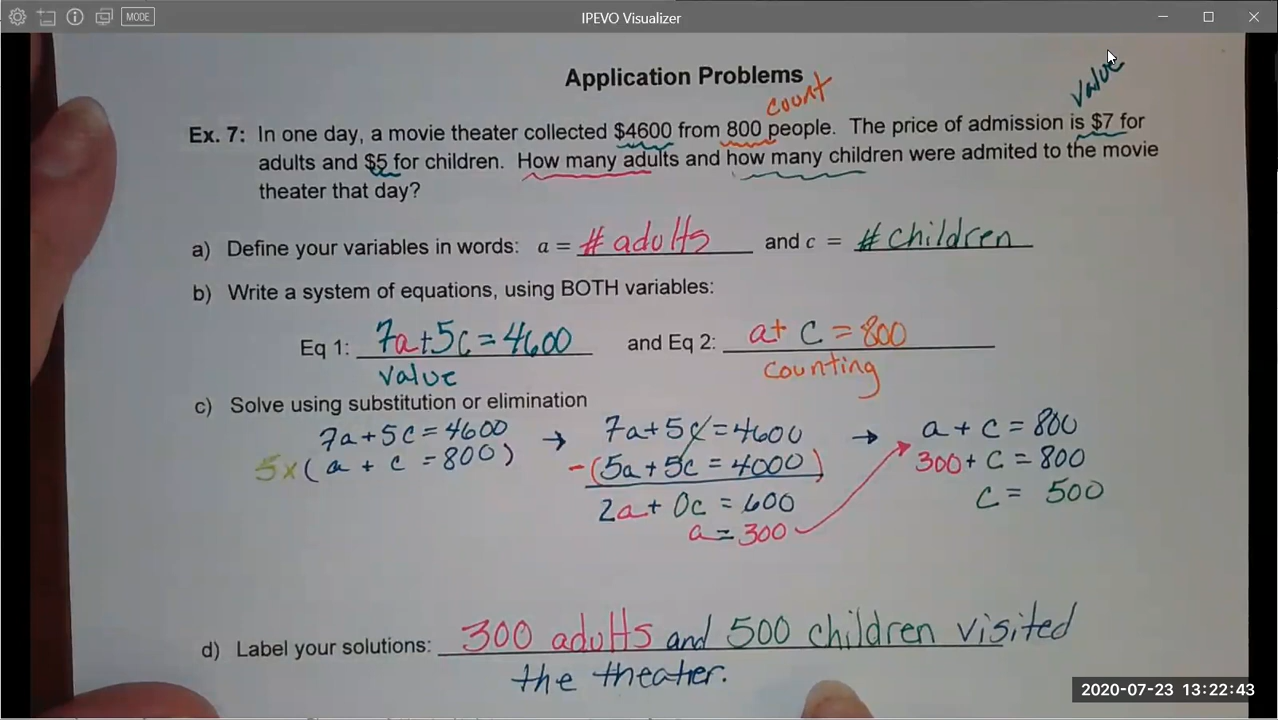 MODE
IPEVO Visualizer
Application Problems
count
value
Ex. 7: In one day, a movie theater collected $4600 from 800 people. The price of admission is $7 for
adults and $5 for children. How many adults and how many children were admited to the movie
theater that day?
a) Define your variables in words: a = # adults and c = # children
b) Write a system of equations, using BOTH variables:
Eq 1: 7a+5c=4600 and Eq 2: a+ c = 800
value counting
c) Solve using substitution or elimination
7a+5c=4600 → 7a+5c=4600 → a + c = 800
5x( a + c =800) -(5a+5c = 4000) 300+ c = 800
2a+ 0c = 600 c = 500
a = 300
d) Label your solutions: 300 adults and 500 children visited
the theater.
2020-07-23 13:22:43